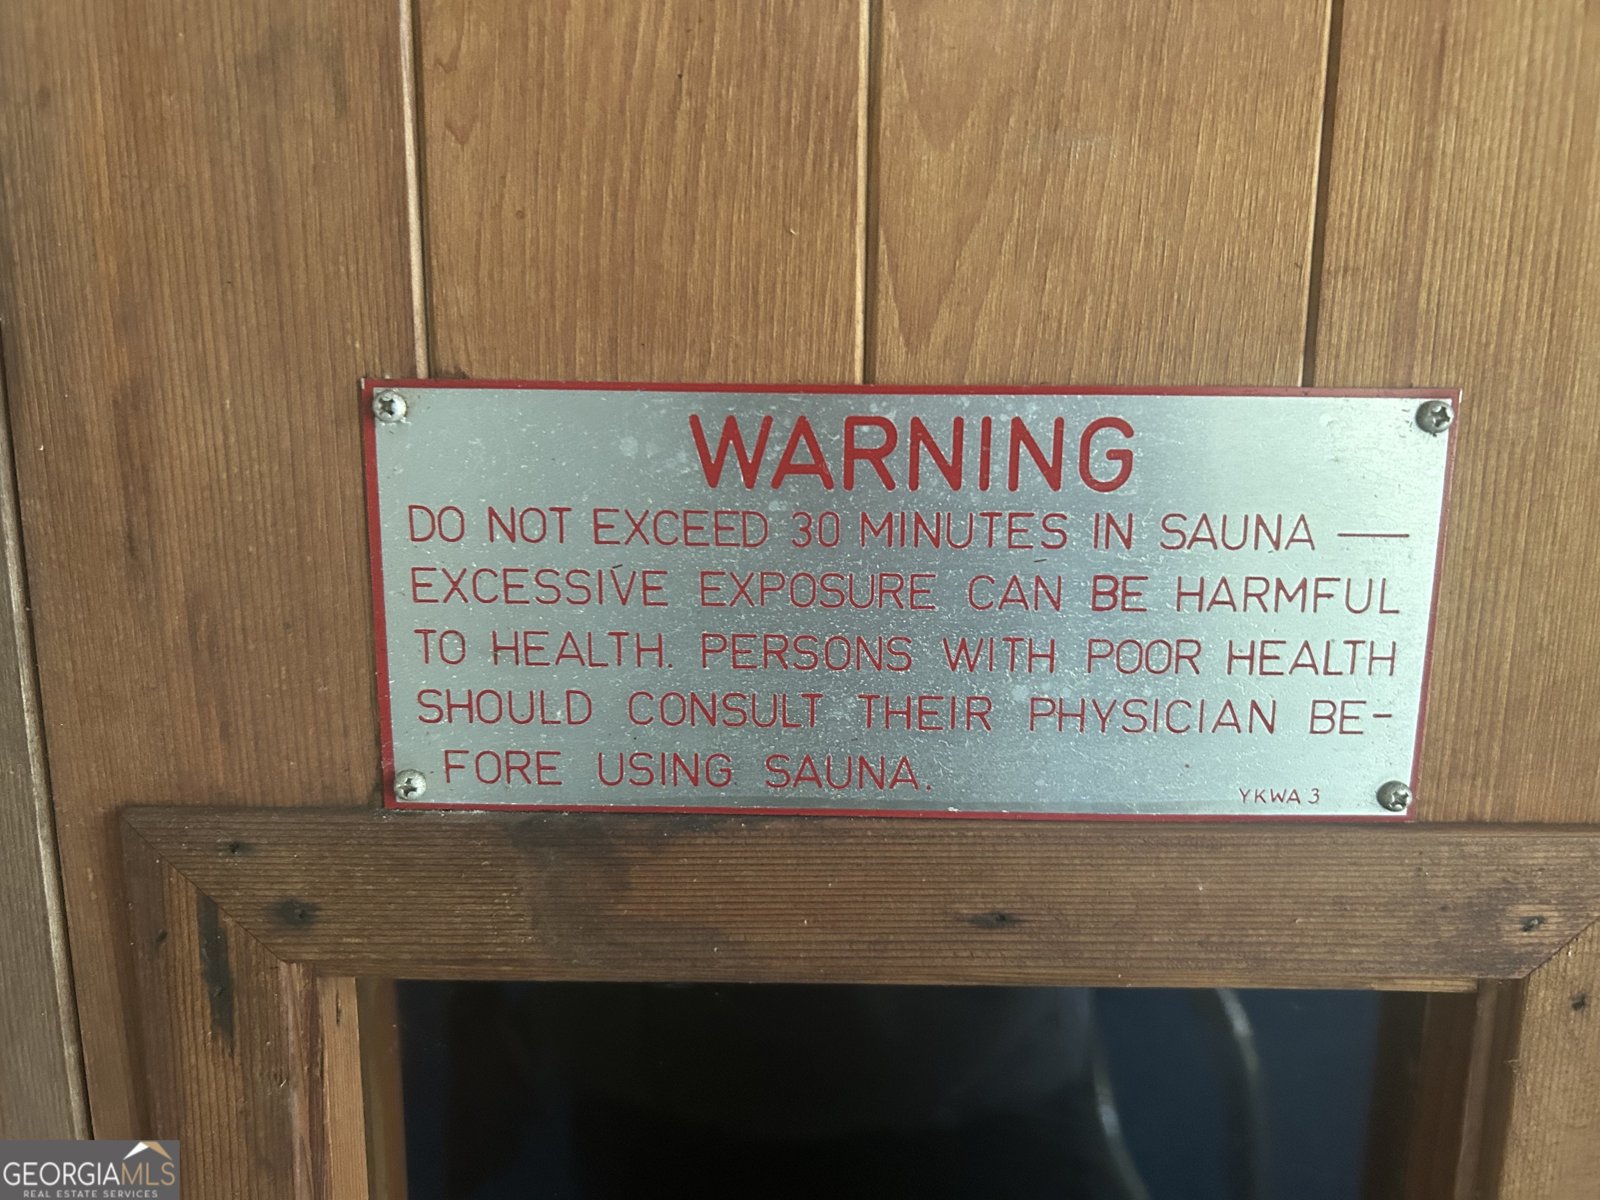 WARNING
DO NOT EXCEED 30 MINUTES IN SAUNA —
EXCESSIVE EXPOSURE CAN BE HARMFUL
TO HEALTH. PERSONS WITH POOR HEALTH
SHOULD CONSULT THEIR PHYSICIAN BE-
FORE USING SAUNA.
YKWA 3
GEORGIAMLS
REAL ESTATE SERVICES